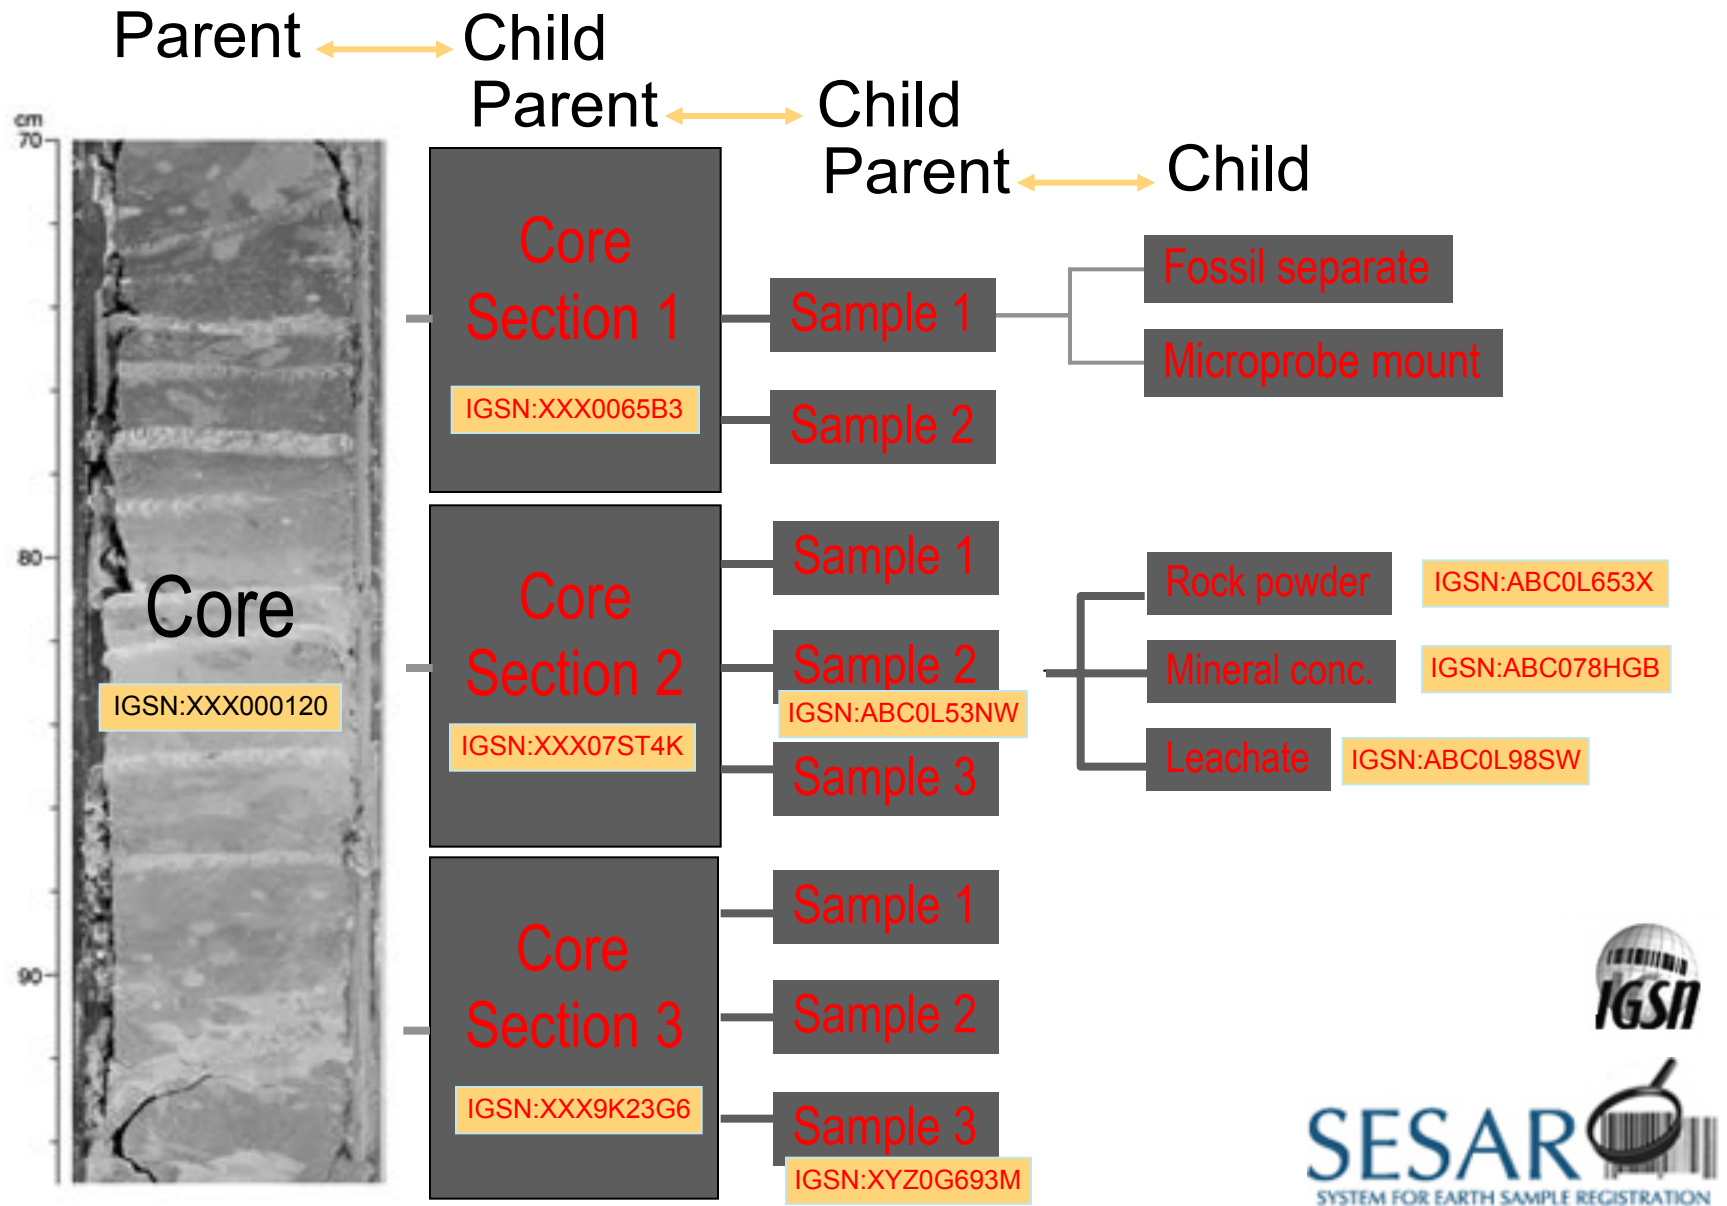 Parent Child
Parent Child
Parent Child
cm
70
80
90
Core
IGSN:XXX000120
Core
Section 1
IGSN:XXX0065B3
Sample 1
Sample 2
Fossil separate
Microprobe mount
Core
Section 2
IGSN:XXX07ST4K
Sample 1
Sample 2
IGSN:ABC0L53NW
Sample 3
Rock powder
IGSN:ABC0L653X
Mineral conc.
IGSN:ABC078HGB
Leachate
IGSN:ABC0L98SW
Core
Section 3
IGSN:XXX9K23G6
Sample 1
Sample 2
Sample 3
IGSN:XYZ0G693M
IGSN
SESAR
SYSTEM FOR EARTH SAMPLE REGISTRATION